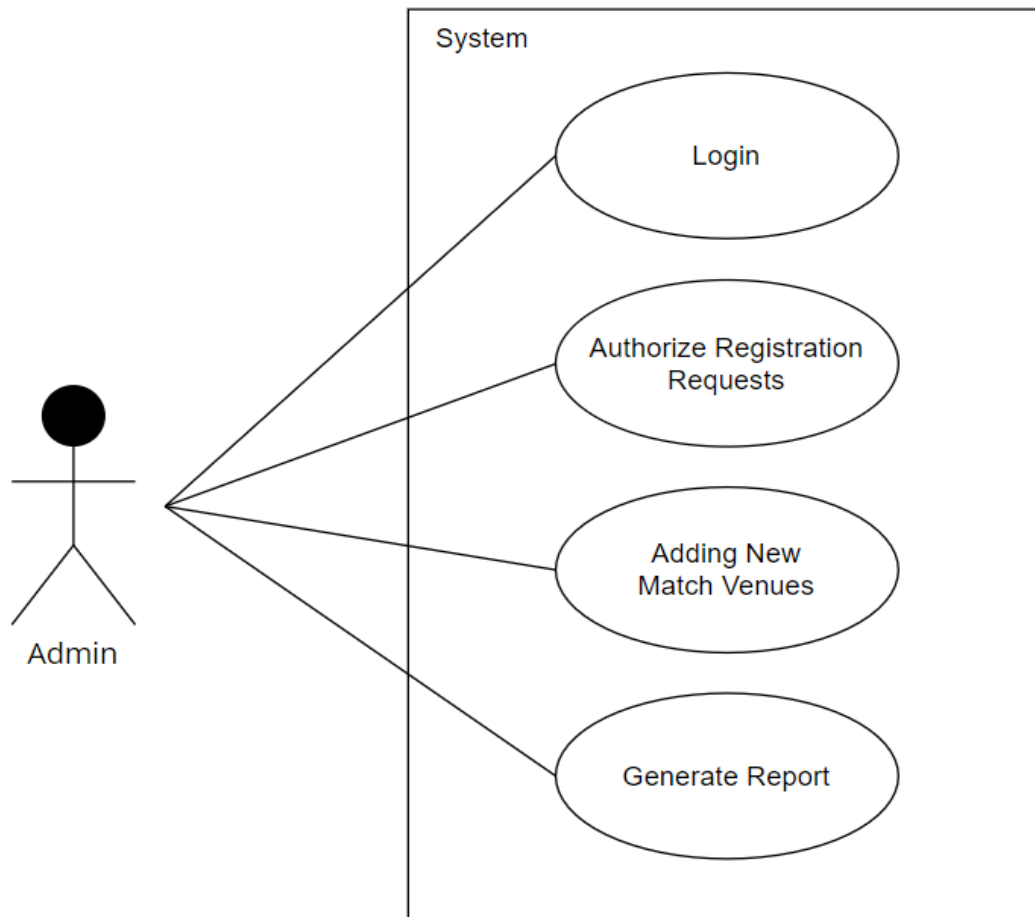 System
Login
Authorize Registration
Requests
Adding New
Match Venues
Generate Report
Admin